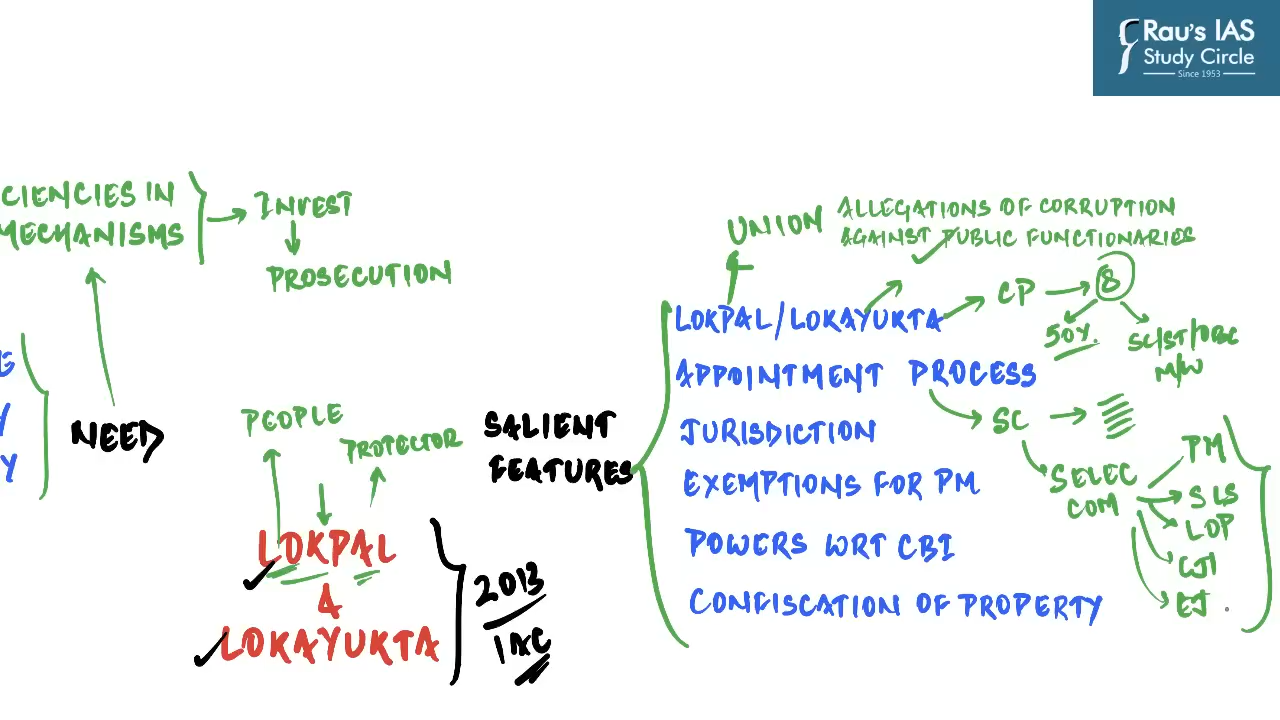 Rau's IAS
Study Circle
Since 1953
CIENCIES IN
MECHANISMS
INVEST
PROSECUTION
NEED
PEOPLE
PROTECTOR
LOKPAL
&
LOKAYUKTA
2013
IAC
SALIENT
FEATURES
UNION
ALLEGATIONS OF CORRUPTION
AGAINST PUBLIC FUNCTIONARIES
LOKPAL/LOKAYUKTA
CP
8
50%.
SC/ST/OBC
M/W
APPOINTMENT PROCESS
SC
JURISDICTION
SELEC
COM
PM
SLS
LOP
CJI
EJ
EXEMPTIONS FOR PM
POWERS WRT CBI
CONFISCATION OF PROPERTY